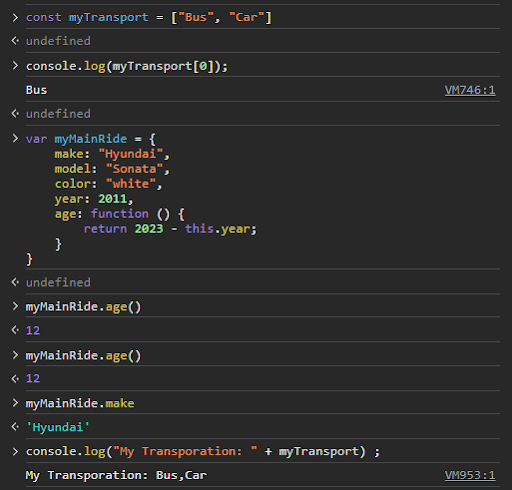 > const myTransport = ["Bus", "Car"]
undefined
> console.log(myTransport[0]);
Bus VM746:1
undefined
> var myMainRide = {
make: "Hyundai",
model: "Sonata",
color: "white",
year: 2011,
age: function () {
return 2023 - this.year;
}
}
undefined
> myMainRide.age()
12
> myMainRide.age()
12
> myMainRide.make
'Hyundai'
> console.log("My Transporation: " + myTransport) ;
My Transporation: Bus,Car VM953:1